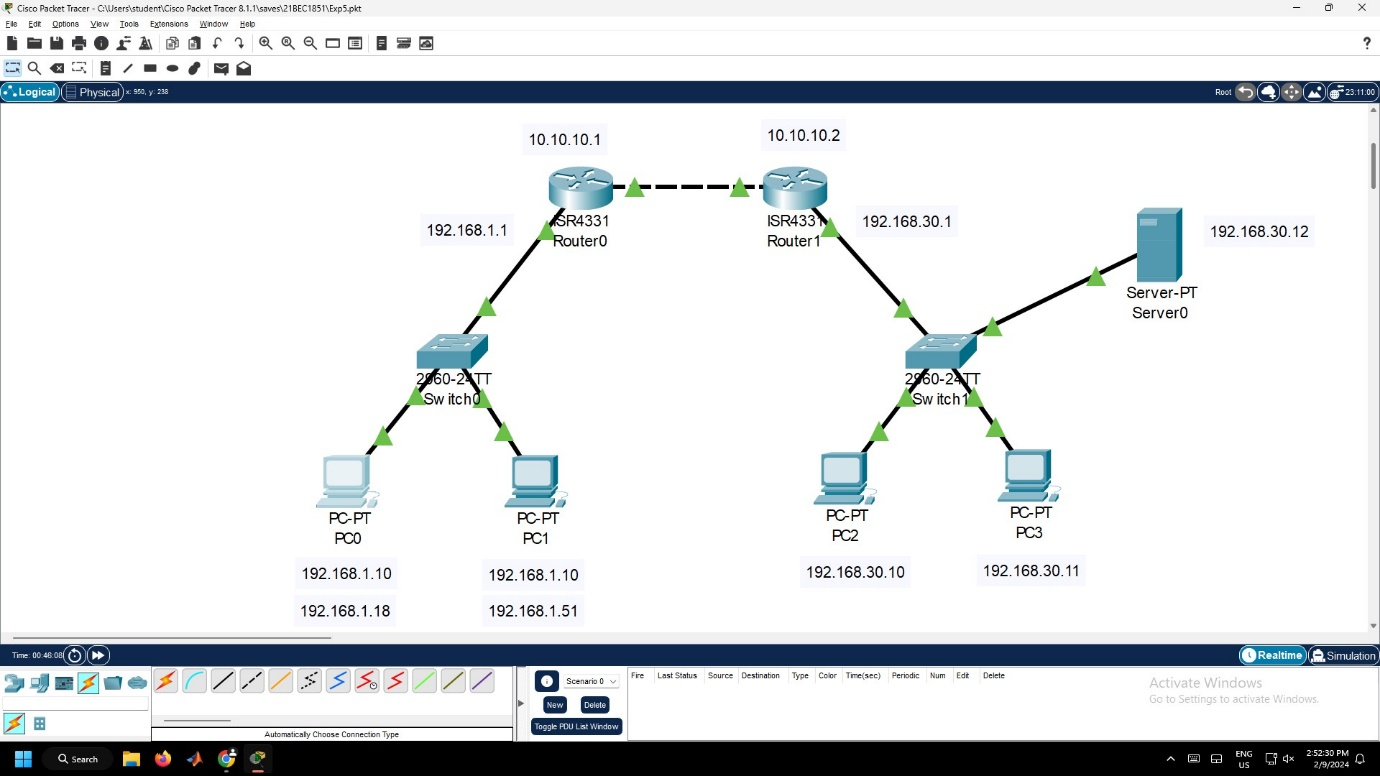 Cisco Packet Tracer - C:\Users\student\Cisco Packet Tracer 8.1.1\saves\21BEC1851\Exp5.pkt
File Edit Options View Tools Extensions Window Help
?
Logical Physical x: 950, y: 238 Root 23:11:00
10.10.10.1
10.10.10.2
ISR4331
Router0
ISR4331
Router1
192.168.1.1
192.168.30.1
192.168.30.12
Server-PT
Server0
2960-24TT
Switch0
2960-24TT
Switch1
PC-PT
PC0
PC-PT
PC1
PC-PT
PC2
PC-PT
PC3
192.168.1.10
192.168.1.10
192.168.30.10
192.168.30.11
192.168.1.18
192.168.1.51
Time: 00:46:08 Realtime Simulation
Scenario 0
New Delete
Toggle PDU List Window
Fire Last Status Source Destination Type Color Time(sec) Periodic Num Edit Delete
Automatically Choose Connection Type
Activate Windows
Go to Settings to activate Windows.
Search
ENG
US
2:52:30 PM
2/9/2024